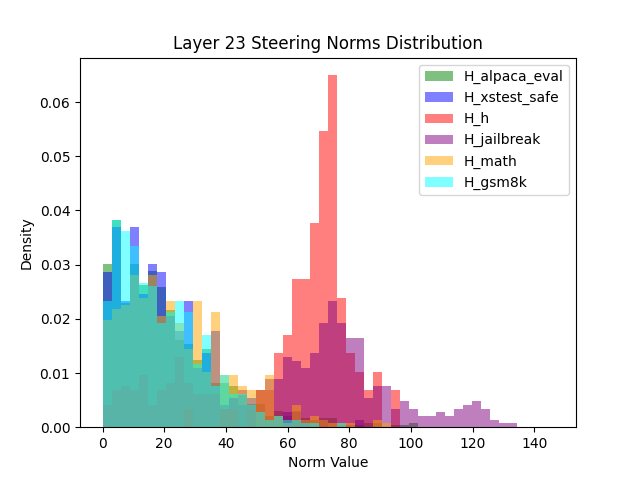 Layer 23 Steering Norms Distribution
H_alpaca_eval
H_xstest_safe
H_h
H_jailbreak
H_math
H_gsm8k
Density
0.06
0.05
0.04
0.03
0.02
0.01
0.00
0 20 40 60 80 100 120 140
Norm Value